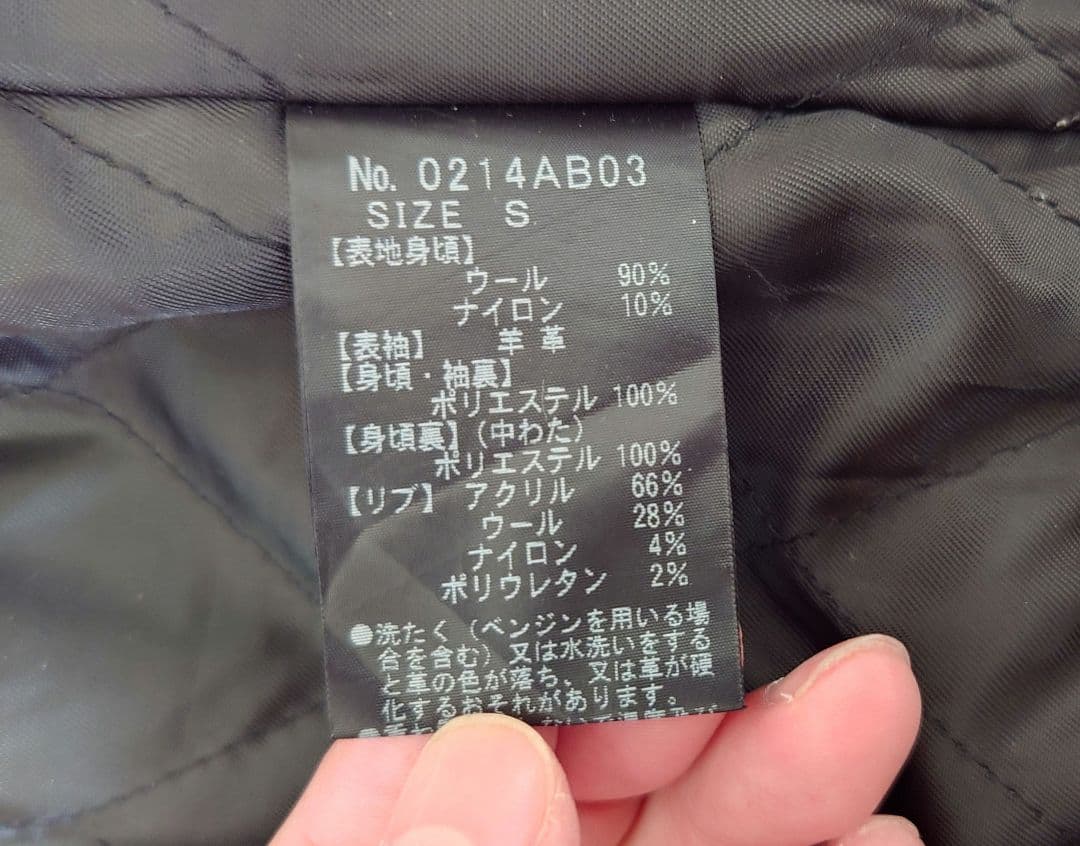 No. 0214AB03
SIZE S
【表地身頃】
ウール 90%
ナイロン 10%
【表袖】 羊革
【身頃・袖裏】
ポリエステル 100%
【身頃裏】(中わた)
ポリエステル 100%
【リブ】 アクリル 66%
ウール 28%
ナイロン 4%
ポリウレタン 2%
●洗たく(ベンジンを用いる場
合を含む)又は水洗いをする
と革の色が落ち、又は革が硬
化するおそれがあります。